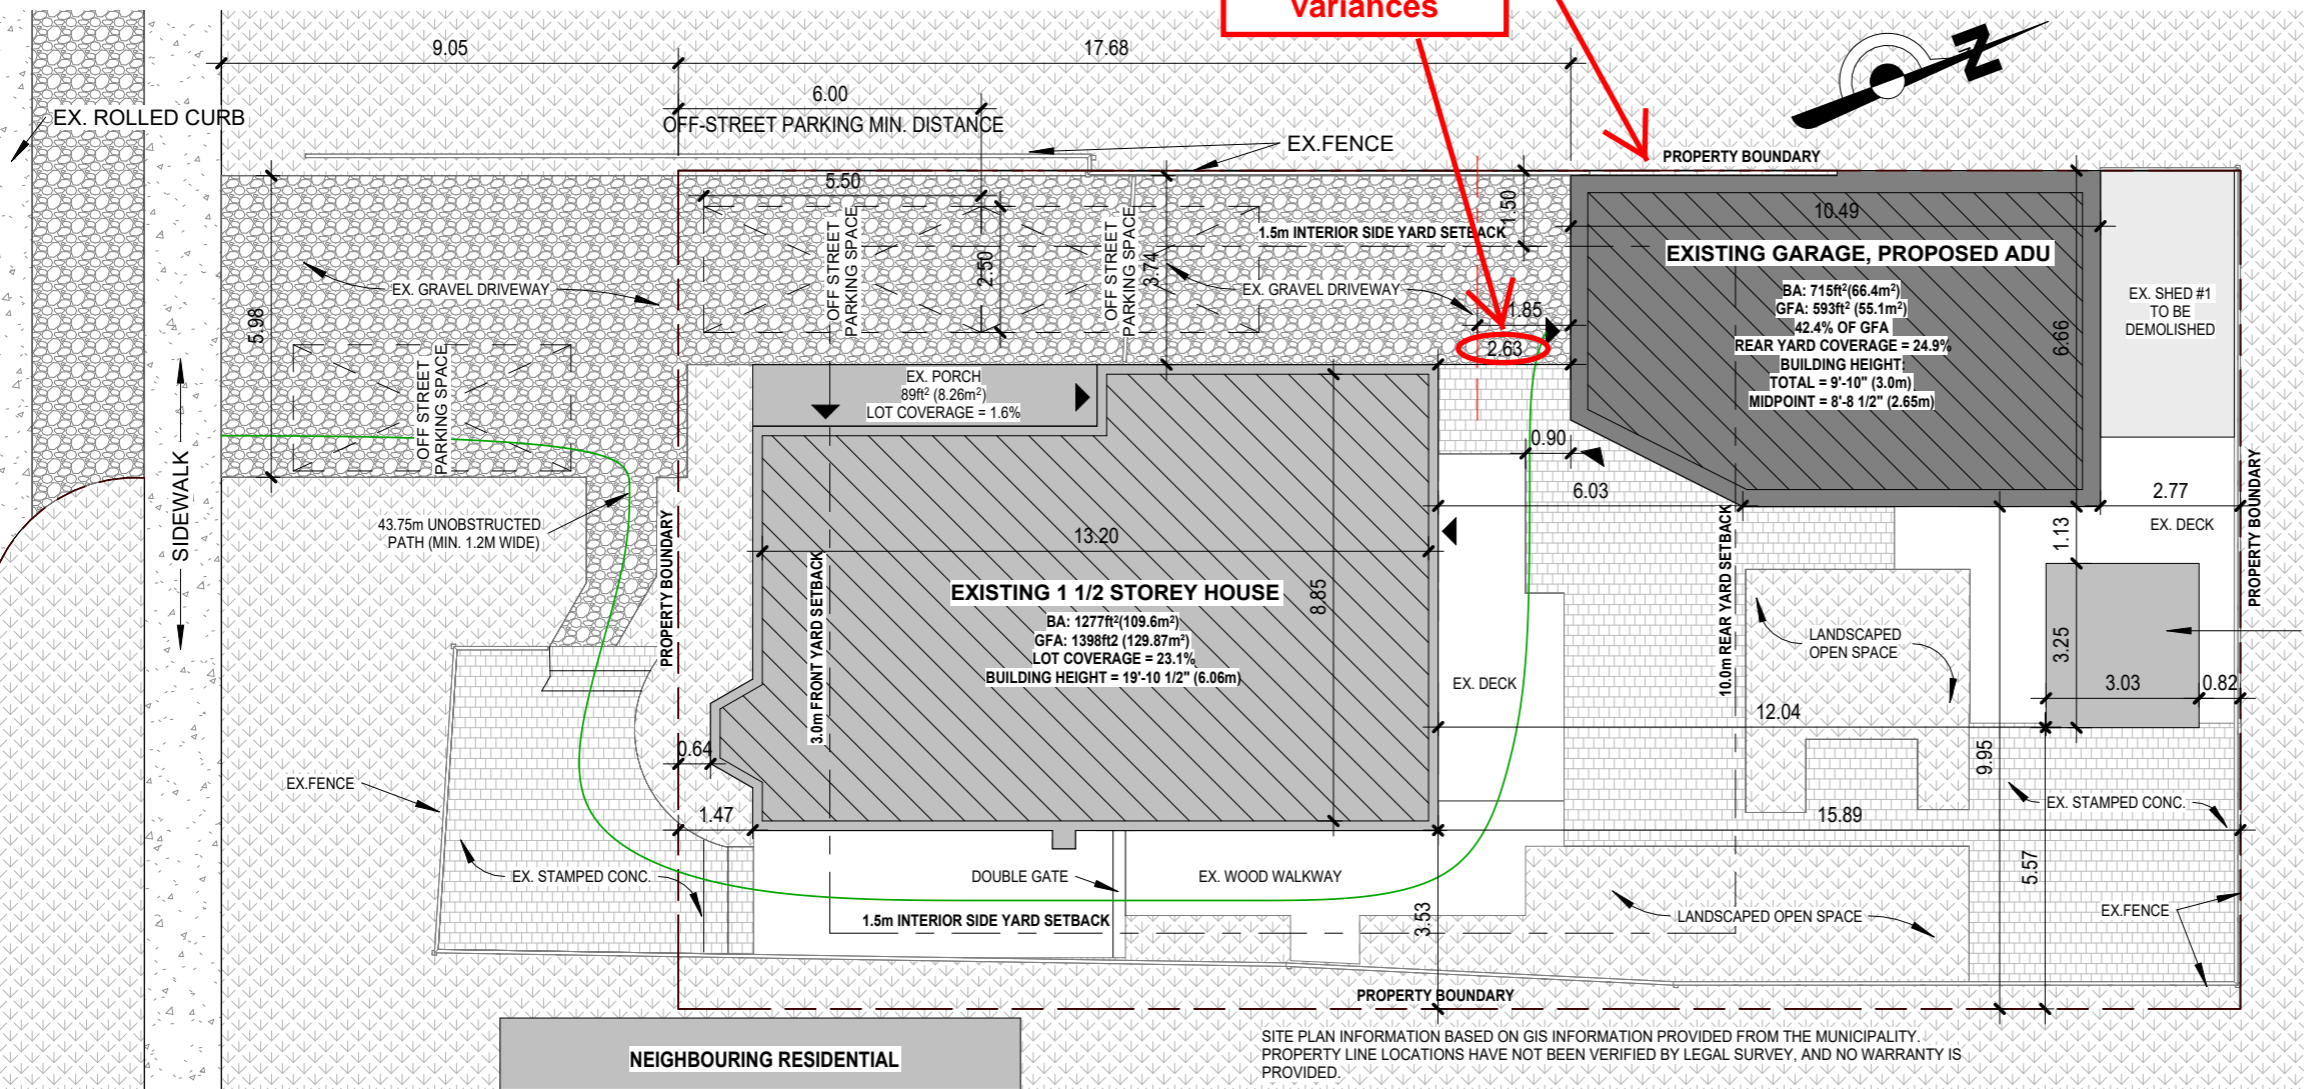 variances
9.05
17.68
N
6.00
OFF-STREET PARKING MIN. DISTANCE
EX. ROLLED CURB
EX.FENCE
PROPERTY BOUNDARY
5.50
OFF STREET
PARKING SPACE
2.50
OFF STREET
PARKING SPACE
3.74
1.50
1.5m INTERIOR SIDE YARD SETBACK
10.49
EXISTING GARAGE, PROPOSED ADU
BA: 715ft²(66.4m²)
GFA: 593ft² (55.1m²)
42.4% OF GFA
REAR YARD COVERAGE = 24.9%
BUILDING HEIGHT:
TOTAL = 9'-10" (3.0m)
MIDPOINT = 8'-8 1/2" (2.65m)
6.66
EX. SHED #1
TO BE
DEMOLISHED
EX. GRAVEL DRIVEWAY
EX. GRAVEL DRIVEWAY
1.85
2.63
5.98
OFF STREET
PARKING SPACE
EX. PORCH
89ft² (8.26m²)
LOT COVERAGE = 1.6%
0.90
6.03
2.77
EX. DECK
1.13
PROPERTY BOUNDARY
SIDEWALK
43.75m UNOBSTRUCTED
PATH (MIN. 1.2M WIDE)
PROPERTY BOUNDARY
13.20
8.85
3.0m FRONT YARD SETBACK
EXISTING 1 1/2 STOREY HOUSE
BA: 1277ft²(109.6m²)
GFA: 1398ft2 (129.87m²)
LOT COVERAGE = 23.1%
BUILDING HEIGHT = 19'-10 1/2" (6.06m)
EX. DECK
10.0m REAR YARD SETBACK
LANDSCAPED
OPEN SPACE
3.25
3.03
0.82
12.04
9.95
0.64
EX.FENCE
1.47
EX. STAMPED CONC.
15.89
5.57
EX. STAMPED CONC.
DOUBLE GATE
EX. WOOD WALKWAY
1.5m INTERIOR SIDE YARD SETBACK
3.53
LANDSCAPED OPEN SPACE
EX.FENCE
PROPERTY BOUNDARY
NEIGHBOURING RESIDENTIAL
SITE PLAN INFORMATION BASED ON GIS INFORMATION PROVIDED FROM THE MUNICIPALITY.
PROPERTY LINE LOCATIONS HAVE NOT BEEN VERIFIED BY LEGAL SURVEY, AND NO WARRANTY IS
PROVIDED.